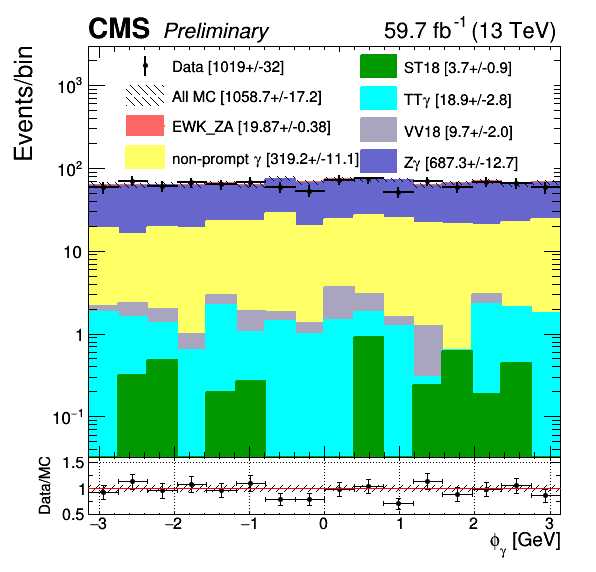 CMS Preliminary 59.7 fb⁻¹ (13 TeV)
Events/bin
Data [1019+/-32]
All MC [1058.7+/-17.2]
EWK_ZA [19.87+/-0.38]
non-prompt γ [319.2+/-11.1]
ST18 [3.7+/-0.9]
TTγ [18.9+/-2.8]
VV18 [9.7+/-2.0]
Zγ [687.3+/-12.7]
10³
10²
10
1
10⁻¹
Data/MC
1.5
1
0.5
−3 −2 −1 0 1 2 3
ϕγ [GeV]